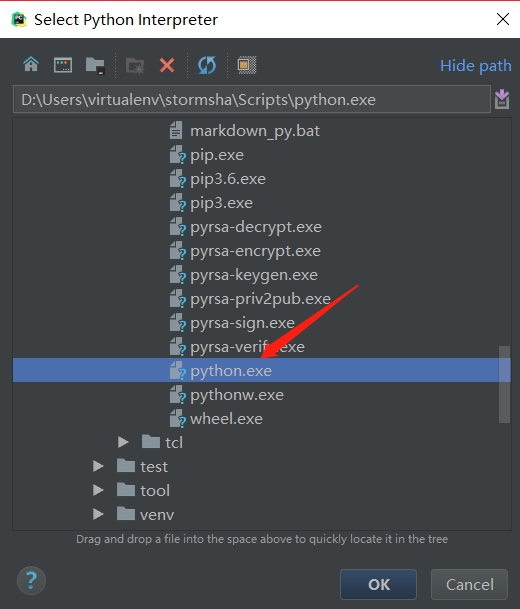 Select Python Interpreter
Hide path
D:\Users\virtualenv\stormsha\Scripts\python.exe
markdown_py.bat
pip.exe
pip3.6.exe
pip3.exe
pyrsa-decrypt.exe
pyrsa-encrypt.exe
pyrsa-keygen.exe
pyrsa-priv2pub.exe
pyrsa-sign.exe
pyrsa-verify.exe
python.exe
pythonw.exe
wheel.exe
tcl
test
tool
venv
Drag and drop a file into the space above to quickly locate it in the tree
?
OK
Cancel